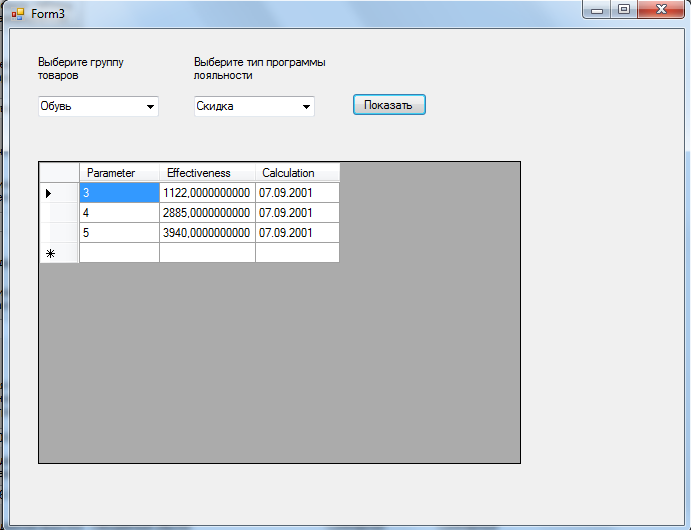 Form3
Выберите группу
товаров
Выберите тип программы
лояльности
Обувь
Скидка
Показать
Parameter Effectiveness Calculation
3 1122,0000000000 07.09.2001
4 2885,0000000000 07.09.2001
5 3940,0000000000 07.09.2001